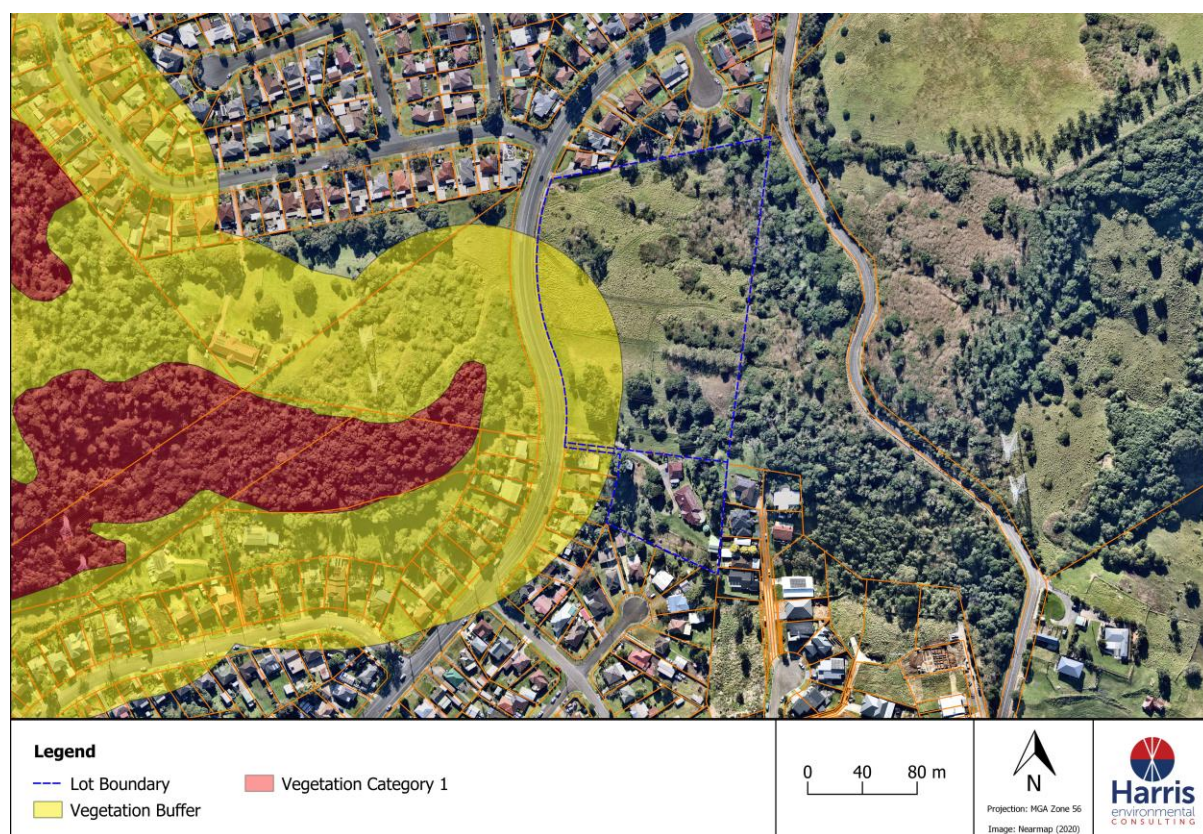 Legend
Lot Boundary
Vegetation Buffer
Vegetation Category 1
0 40 80 m
N
Projection: MGA Zone 56
Image: Nearmap (2020)
Harris
environmental
CONSULTING